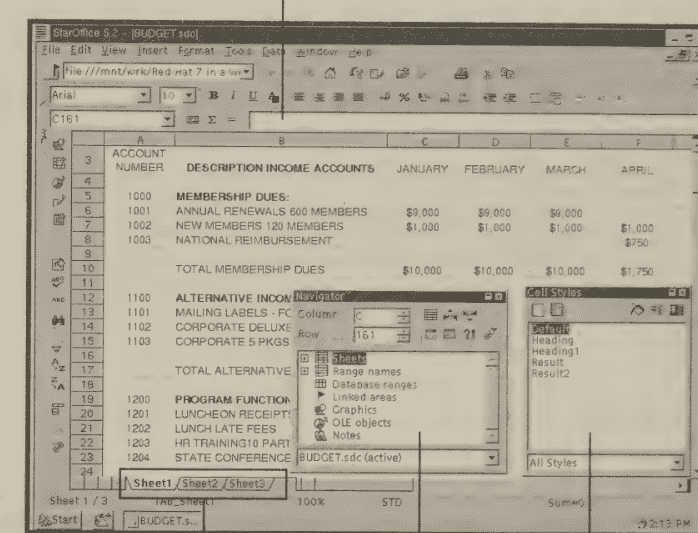 StarOffice 5.2 - [BUDGET.sdc]
File Edit View Insert Format Tools Data Window Help
Arial 10 B i U A
C161 Σ =
A B C D E F
3 ACCOUNT NUMBER DESCRIPTION INCOME ACCOUNTS JANUARY FEBRUARY MARCH APRIL
4
5 1000 MEMBERSHIP DUES:
6 1001 ANNUAL RENEWALS 600 MEMBERS $9,000 $9,000 $9,000
7 1002 NEW MEMBERS 120 MEMBERS $1,000 $1,000 $1,000 $1,000
8 1003 NATIONAL REIMBURSEMENT $750
9
10 TOTAL MEMBERSHIP DUES $10,000 $10,000 $10,000 $1,750
11
12 1100 ALTERNATIVE INCOM
13 1101 MAILING LABELS - FC
14 1102 CORPORATE DELUXE
15 1103 CORPORATE 5 PKGS
16
17 TOTAL ALTERNATIVE
18
19 1200 PROGRAM FUNCTION
20 1201 LUNCHEON RECEIPT
21 1202 LUNCH LATE FEES
22 1203 HR TRAINING10 PART
23 1204 STATE CONFERENCE
24
Navigator
Column C
Row 161
Sheets
Range names
Database ranges
Linked areas
Graphics
OLE objects
Notes
BUDGET.sdc (active)
Cell Styles
Default
Heading
Heading1
Result
Result2
All Styles
Sheet1 Sheet2 Sheet3
Sheet 1 / 3 TAB_Sheet1 100% STD Sum=0
Start BUDGET.s... 2:13 PM